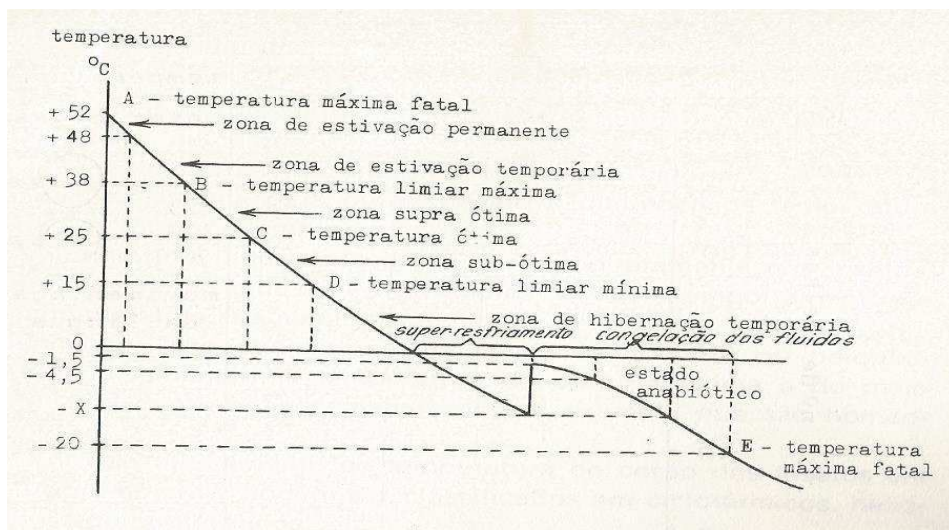 temperatura
°C
A - temperatura máxima fatal
+ 52
zona de estivação permanente
+ 48
zona de estivação temporária
+ 38
B - temperatura limiar máxima
zona supra ótima
+ 25
C - temperatura ótima
zona sub-ótima
+ 15
D - temperatura limiar mínima
zona de hibernação temporária
super-resfriamento congelação dos fluidos
0
- 1,5
- 4,5
estado
anabiótico
- X
- 20
E - temperatura
máxima fatal